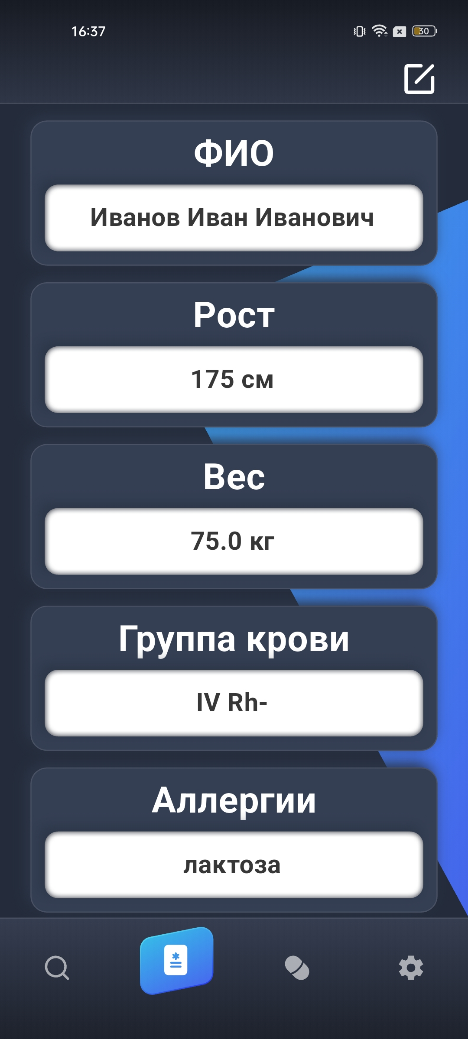 16:37
30
ФИО
Иванов Иван Иванович
Рост
175 см
Вес
75.0 кг
Группа крови
IV Rh-
Аллергии
лактоза